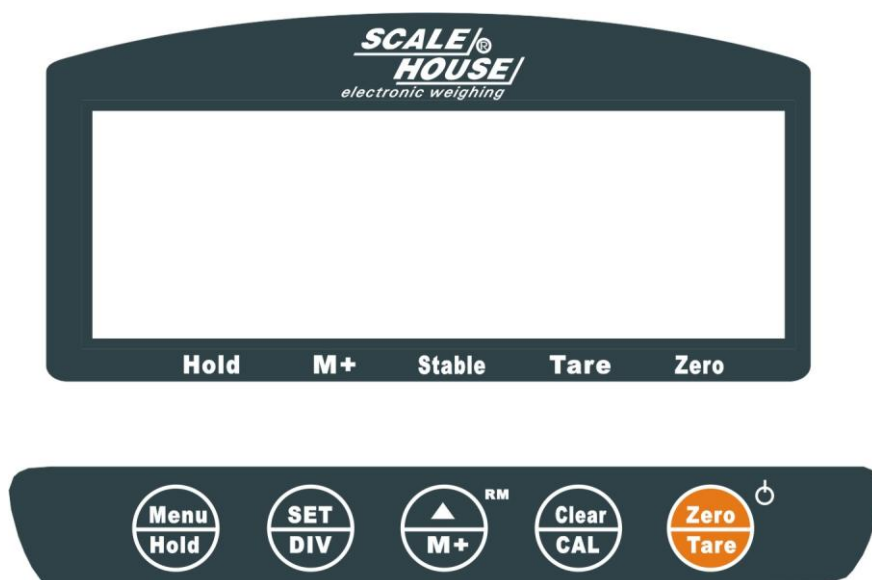 SCALE®
HOUSE
electronic weighing
Hold M+ Stable Tare Zero
Menu SET ▲ RM Clear Zero
Hold DIV M+ CAL Tare